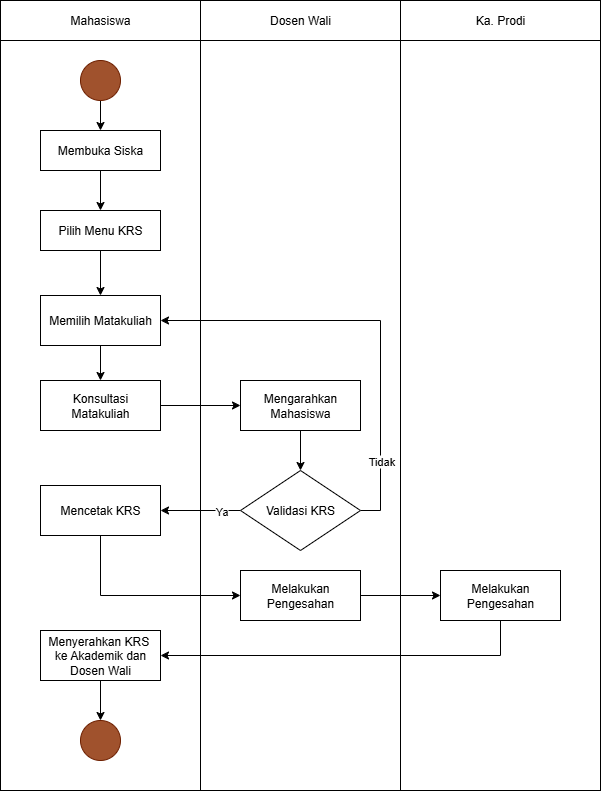 Mahasiswa
Dosen Wali
Ka. Prodi
Membuka Siska
Pilih Menu KRS
Memilih Matakuliah
Konsultasi
Matakuliah
Mengarahkan
Mahasiswa
Tidak
Mencetak KRS
Ya
Validasi KRS
Melakukan
Pengesahan
Melakukan
Pengesahan
Menyerahkan KRS
ke Akademik dan
Dosen Wali